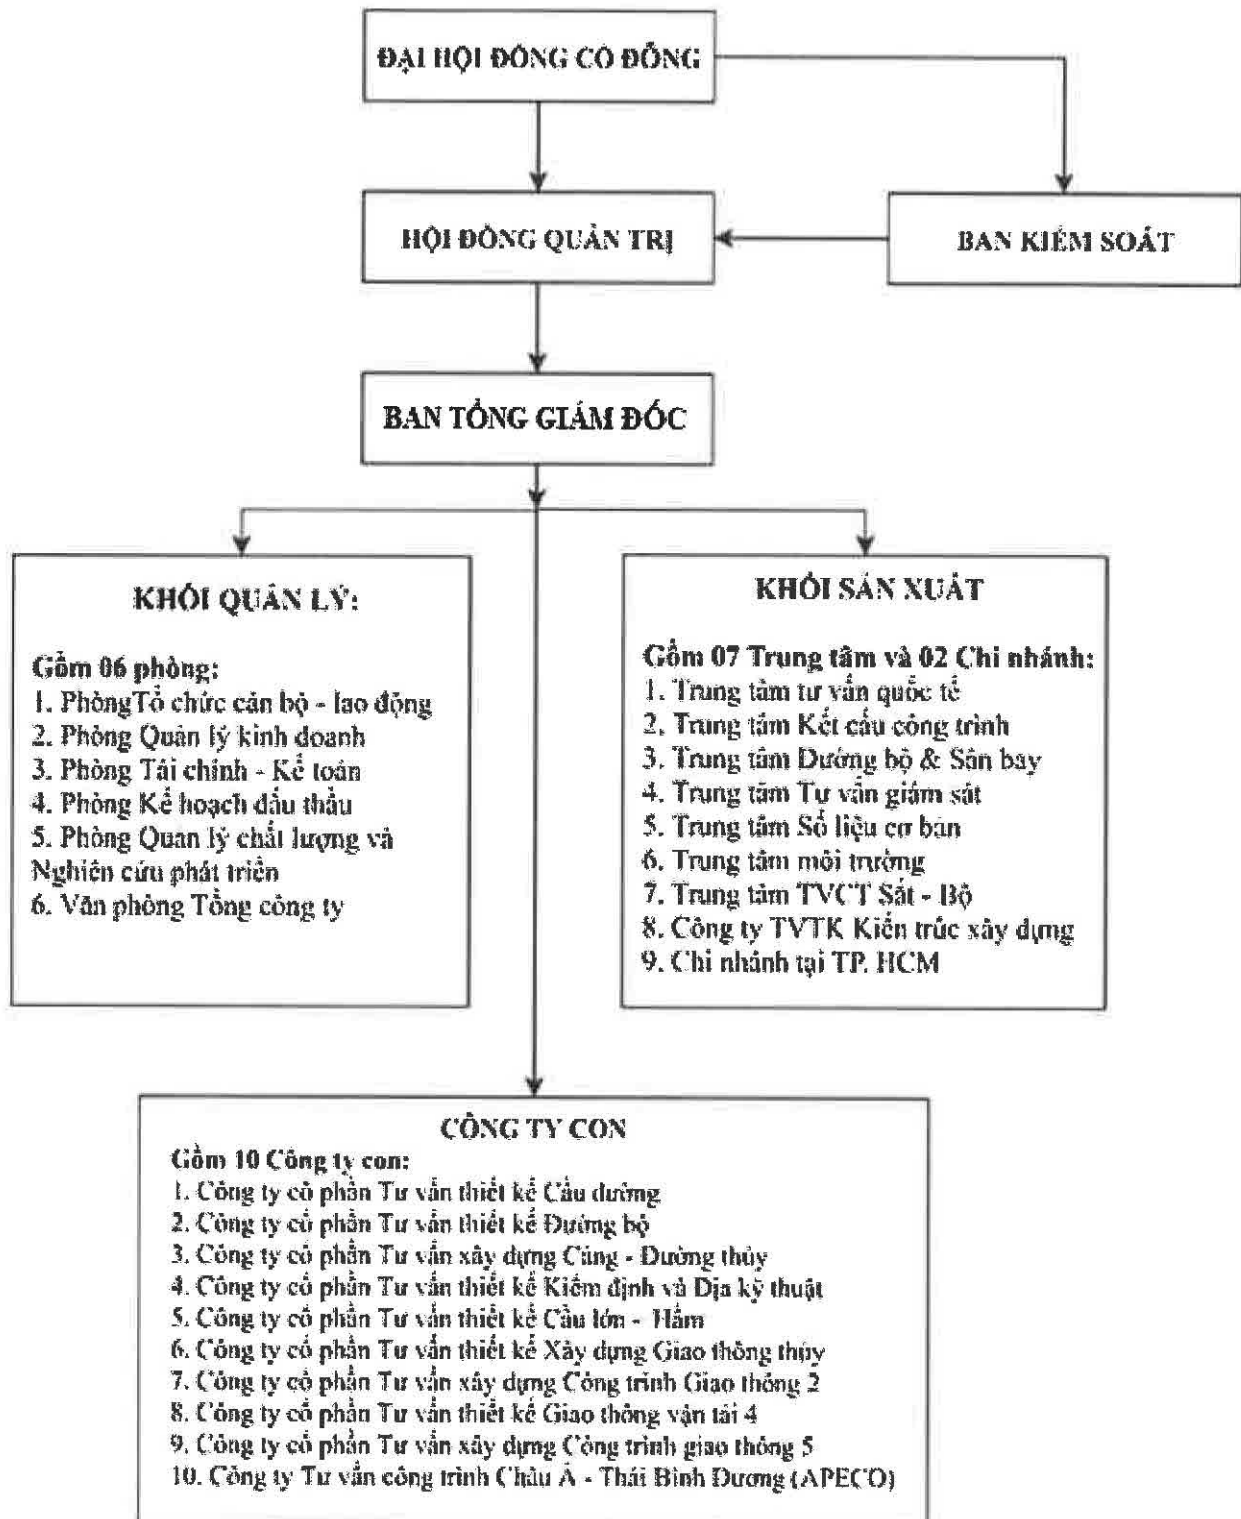 ĐẠI HỘI ĐỒNG CỔ ĐÔNG
HỘI ĐỒNG QUẢN TRỊ
BAN KIỂM SOÁT
BAN TỔNG GIÁM ĐỐC
KHỐI QUẢN LÝ:
Gồm 06 phòng:
1. PhòngTổ chức cán bộ - lao động
2. Phòng Quản lý kinh doanh
3. Phòng Tài chính - Kế toán
4. Phòng Kế hoạch đấu thầu
5. Phòng Quản lý chất lượng và
Nghiên cứu phát triển
6. Văn phòng Tổng công ty
KHỐI SẢN XUẤT
Gồm 07 Trung tâm và 02 Chi nhánh:
1. Trung tâm tư vấn quốc tế
2. Trung tâm Kết cấu công trình
3. Trung tâm Đường bộ & Sân bay
4. Trung tâm Tư vấn giám sát
5. Trung tâm Số liệu cơ bản
6. Trung tâm môi trường
7. Trung tâm TVCT Sắt - Bộ
8. Công ty TVTK Kiến trúc xây dựng
9. Chi nhánh tại TP. HCM
CÔNG TY CON
Gồm 10 Công ty con:
1. Công ty cổ phần Tư vấn thiết kế Cầu đường
2. Công ty cổ phần Tư vấn thiết kế Đường bộ
3. Công ty cổ phần Tư vấn xây dựng Cảng - Đường thủy
4. Công ty cổ phần Tư vấn thiết kế Kiểm định và Địa kỹ thuật
5. Công ty cổ phần Tư vấn thiết kế Cầu lớn - Hầm
6. Công ty cổ phần Tư vấn thiết kế Xây dựng Giao thông thủy
7. Công ty cổ phần Tư vấn xây dựng Công trình Giao thông 2
8. Công ty cổ phần Tư vấn thiết kế Giao thông vận tải 4
9. Công ty cổ phần Tư vấn xây dựng Công trình giao thông 5
10. Công ty Tư vấn công trình Châu Á - Thái Bình Dương (APECO)